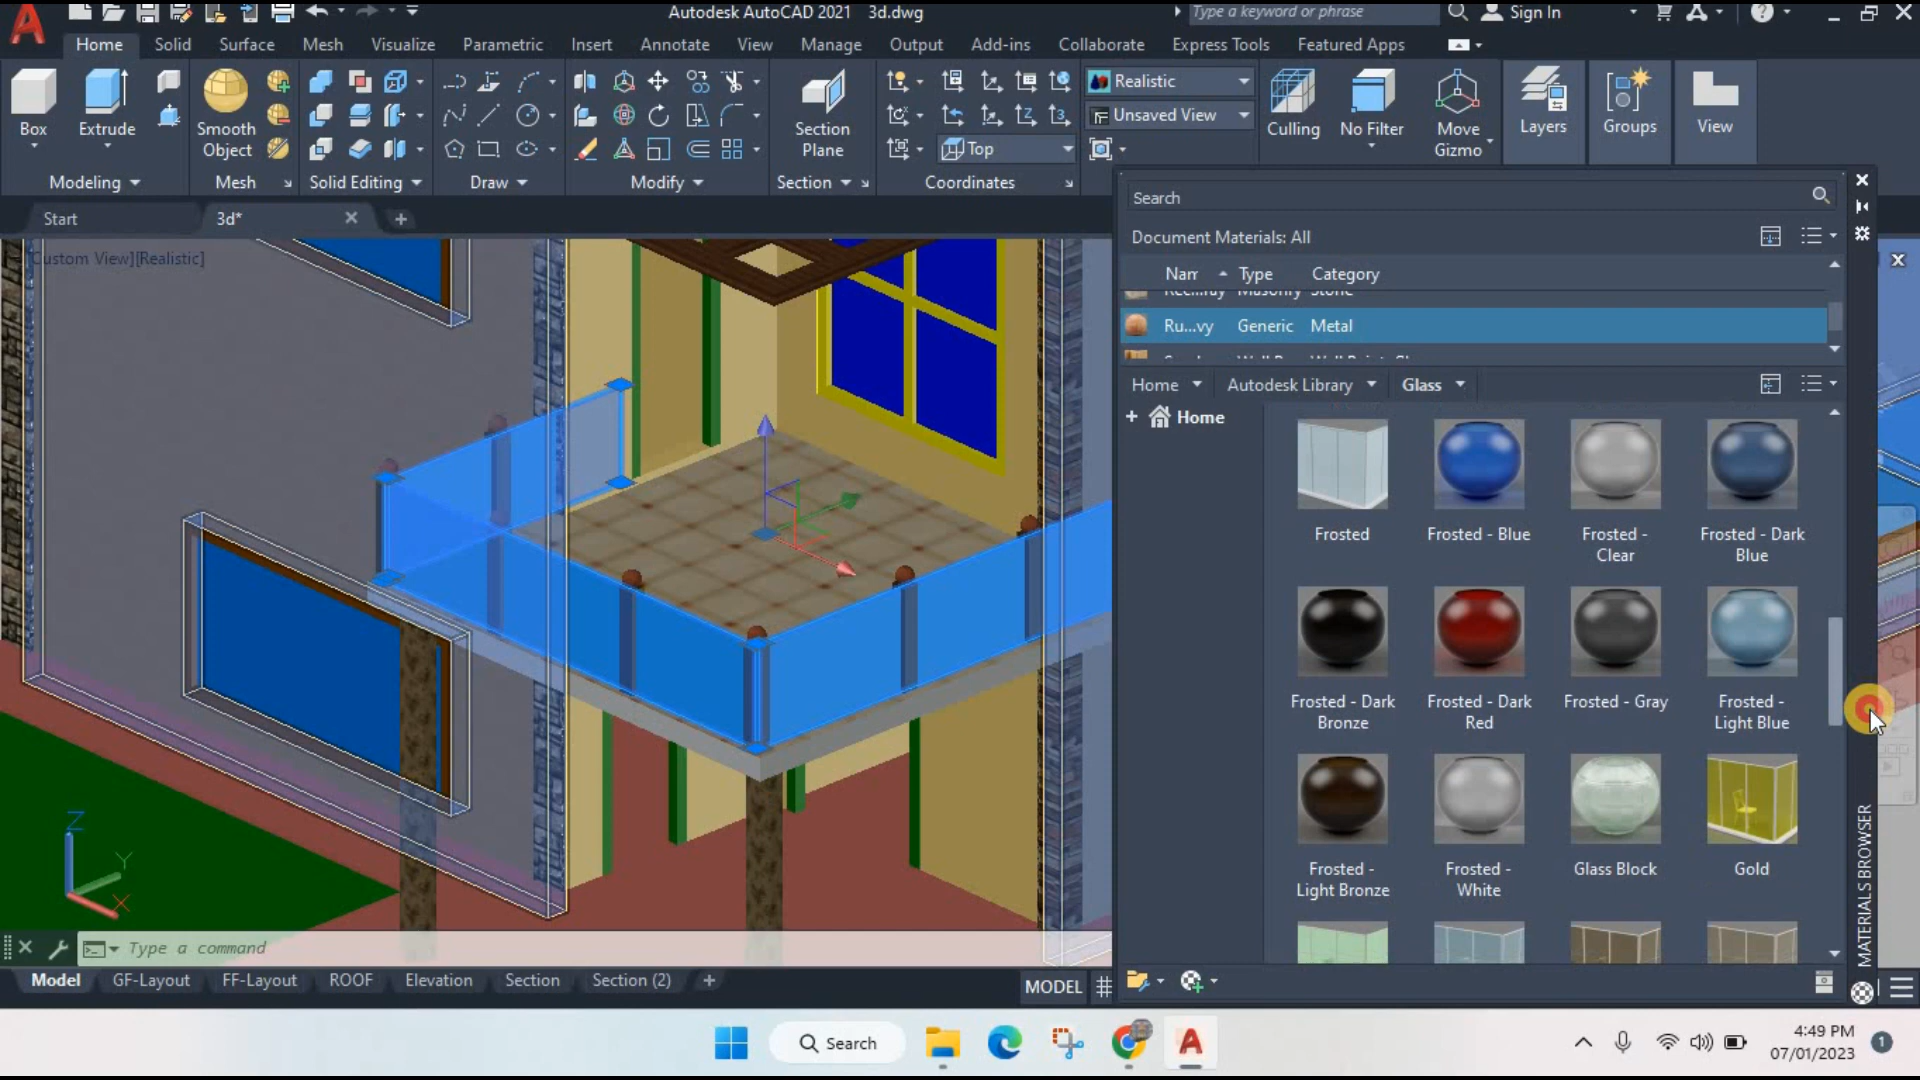 Autodesk AutoCAD 2021 3d.dwg
Type a keyword or phrase
Sign In
Home Solid Surface Mesh Visualize Parametric Insert Annotate View Manage Output Add-ins Collaborate Express Tools Featured Apps
Box
Extrude
Smooth
Object
Section
Plane
Realistic
Unsaved View
Top
Culling
No Filter
Move
Gizmo
Layers
Groups
View
Modeling Mesh Solid Editing Draw Modify Section Coordinates
Start 3d*
Custom View][Realistic]
Search
Document Materials: All
Nar Type Category
Ru...vy Generic Metal
Home Autodesk Library Glass
Home
Frosted
Frosted - Blue
Frosted -
Clear
Frosted - Dark
Blue
Frosted - Dark
Bronze
Frosted - Dark
Red
Frosted - Gray
Frosted -
Light Blue
Frosted -
Light Bronze
Frosted -
White
Glass Block
Gold
MATERIALS BROWSER
Z
Y
X
Type a command
Model GF-Layout FF-Layout ROOF Elevation Section Section (2)
MODEL
Search
4:49 PM
07/01/2023
1